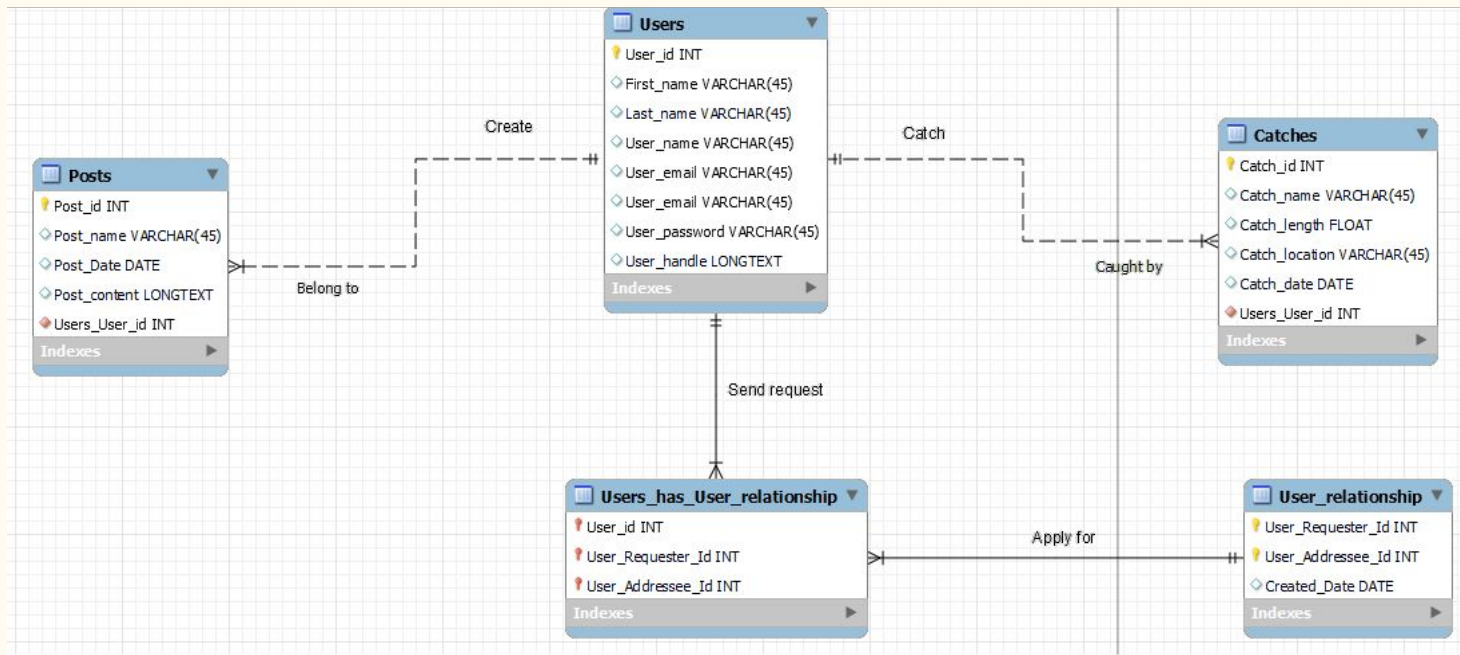 Users
User_id INT
First_name VARCHAR(45)
Last_name VARCHAR(45)
User_name VARCHAR(45)
User_email VARCHAR(45)
User_email VARCHAR(45)
User_password VARCHAR(45)
User_handle LONGTEXT
Indexes
Create
Catch
Posts
Post_id INT
Post_name VARCHAR(45)
Post_Date DATE
Post_content LONGTEXT
Users_User_id INT
Indexes
Belong to
Catches
Catch_id INT
Catch_name VARCHAR(45)
Catch_length FLOAT
Catch_location VARCHAR(45)
Catch_date DATE
Users_User_id INT
Indexes
Caught by
Send request
Users_has_User_relationship
User_id INT
User_Requester_Id INT
User_Addressee_Id INT
Indexes
Apply for
User_relationship
User_Requester_Id INT
User_Addressee_Id INT
Created_Date DATE
Indexes